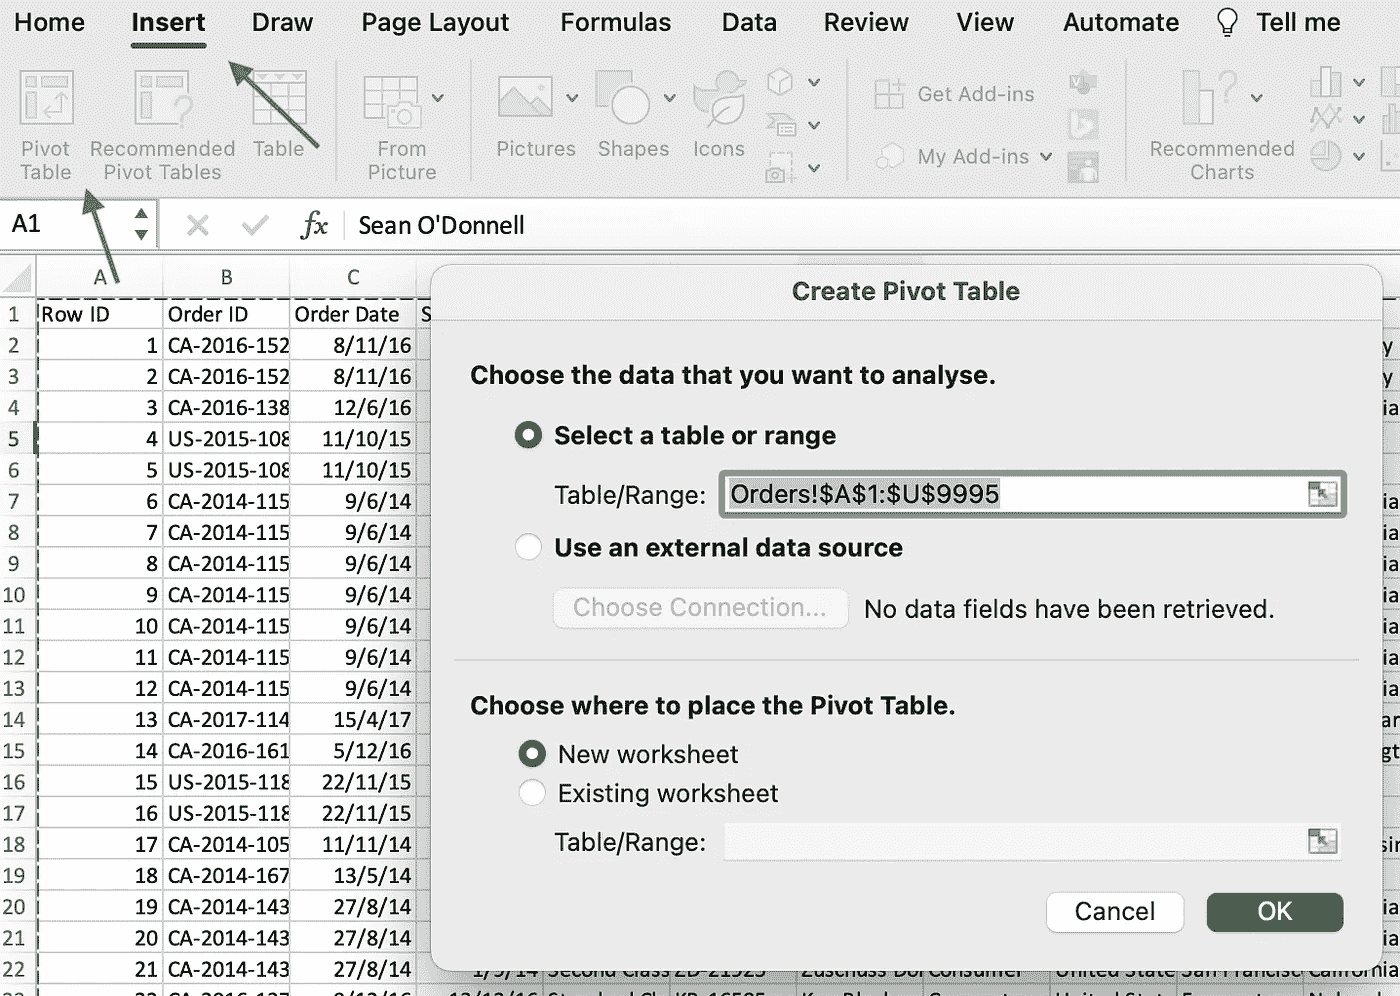 Home Insert Draw Page Layout Formulas Data Review View Automate Tell me
Pivot Table
Recommended Pivot Tables
Table
From Picture
Pictures
Shapes
Icons
Get Add-ins
My Add-ins
Recommended Charts
A1 fx Sean O'Donnell
A B C
1 Row ID Order ID Order Date S
2 1 CA-2016-152 8/11/16
3 2 CA-2016-152 8/11/16
4 3 CA-2016-138 12/6/16
5 4 US-2015-108 11/10/15
6 5 US-2015-108 11/10/15
7 6 CA-2014-115 9/6/14
8 7 CA-2014-115 9/6/14
9 8 CA-2014-115 9/6/14
10 9 CA-2014-115 9/6/14
11 10 CA-2014-115 9/6/14
12 11 CA-2014-115 9/6/14
13 12 CA-2014-115 9/6/14
14 13 CA-2017-114 15/4/17
15 14 CA-2016-161 5/12/16
16 15 US-2015-118 22/11/15
17 16 US-2015-118 22/11/15
18 17 CA-2014-105 11/11/14
19 18 CA-2014-167 13/5/14
20 19 CA-2014-143 27/8/14
21 20 CA-2014-143 27/8/14
22 21 CA-2014-143 27/8/14
Create Pivot Table
Choose the data that you want to analyse.
Select a table or range
Table/Range: Orders!$A$1:$U$9995
Use an external data source
Choose Connection... No data fields have been retrieved.
Choose where to place the Pivot Table.
New worksheet
Existing worksheet
Table/Range:
Cancel OK